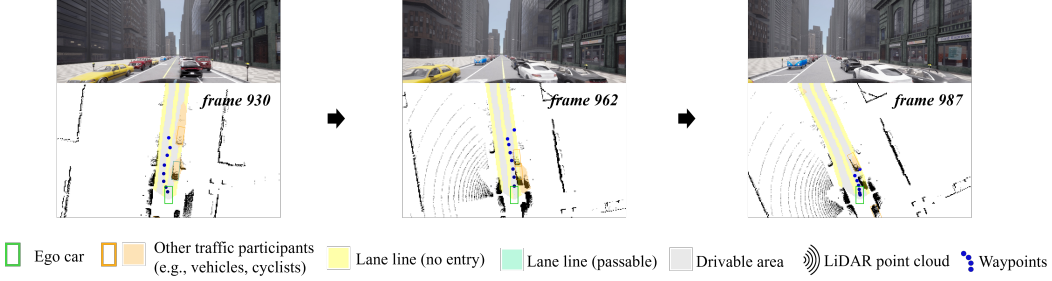 frame 930
frame 962
frame 987
Ego car
Other traffic participants
(e.g., vehicles, cyclists)
Lane line (no entry)
Lane line (passable)
Drivable area
LiDAR point cloud
Waypoints